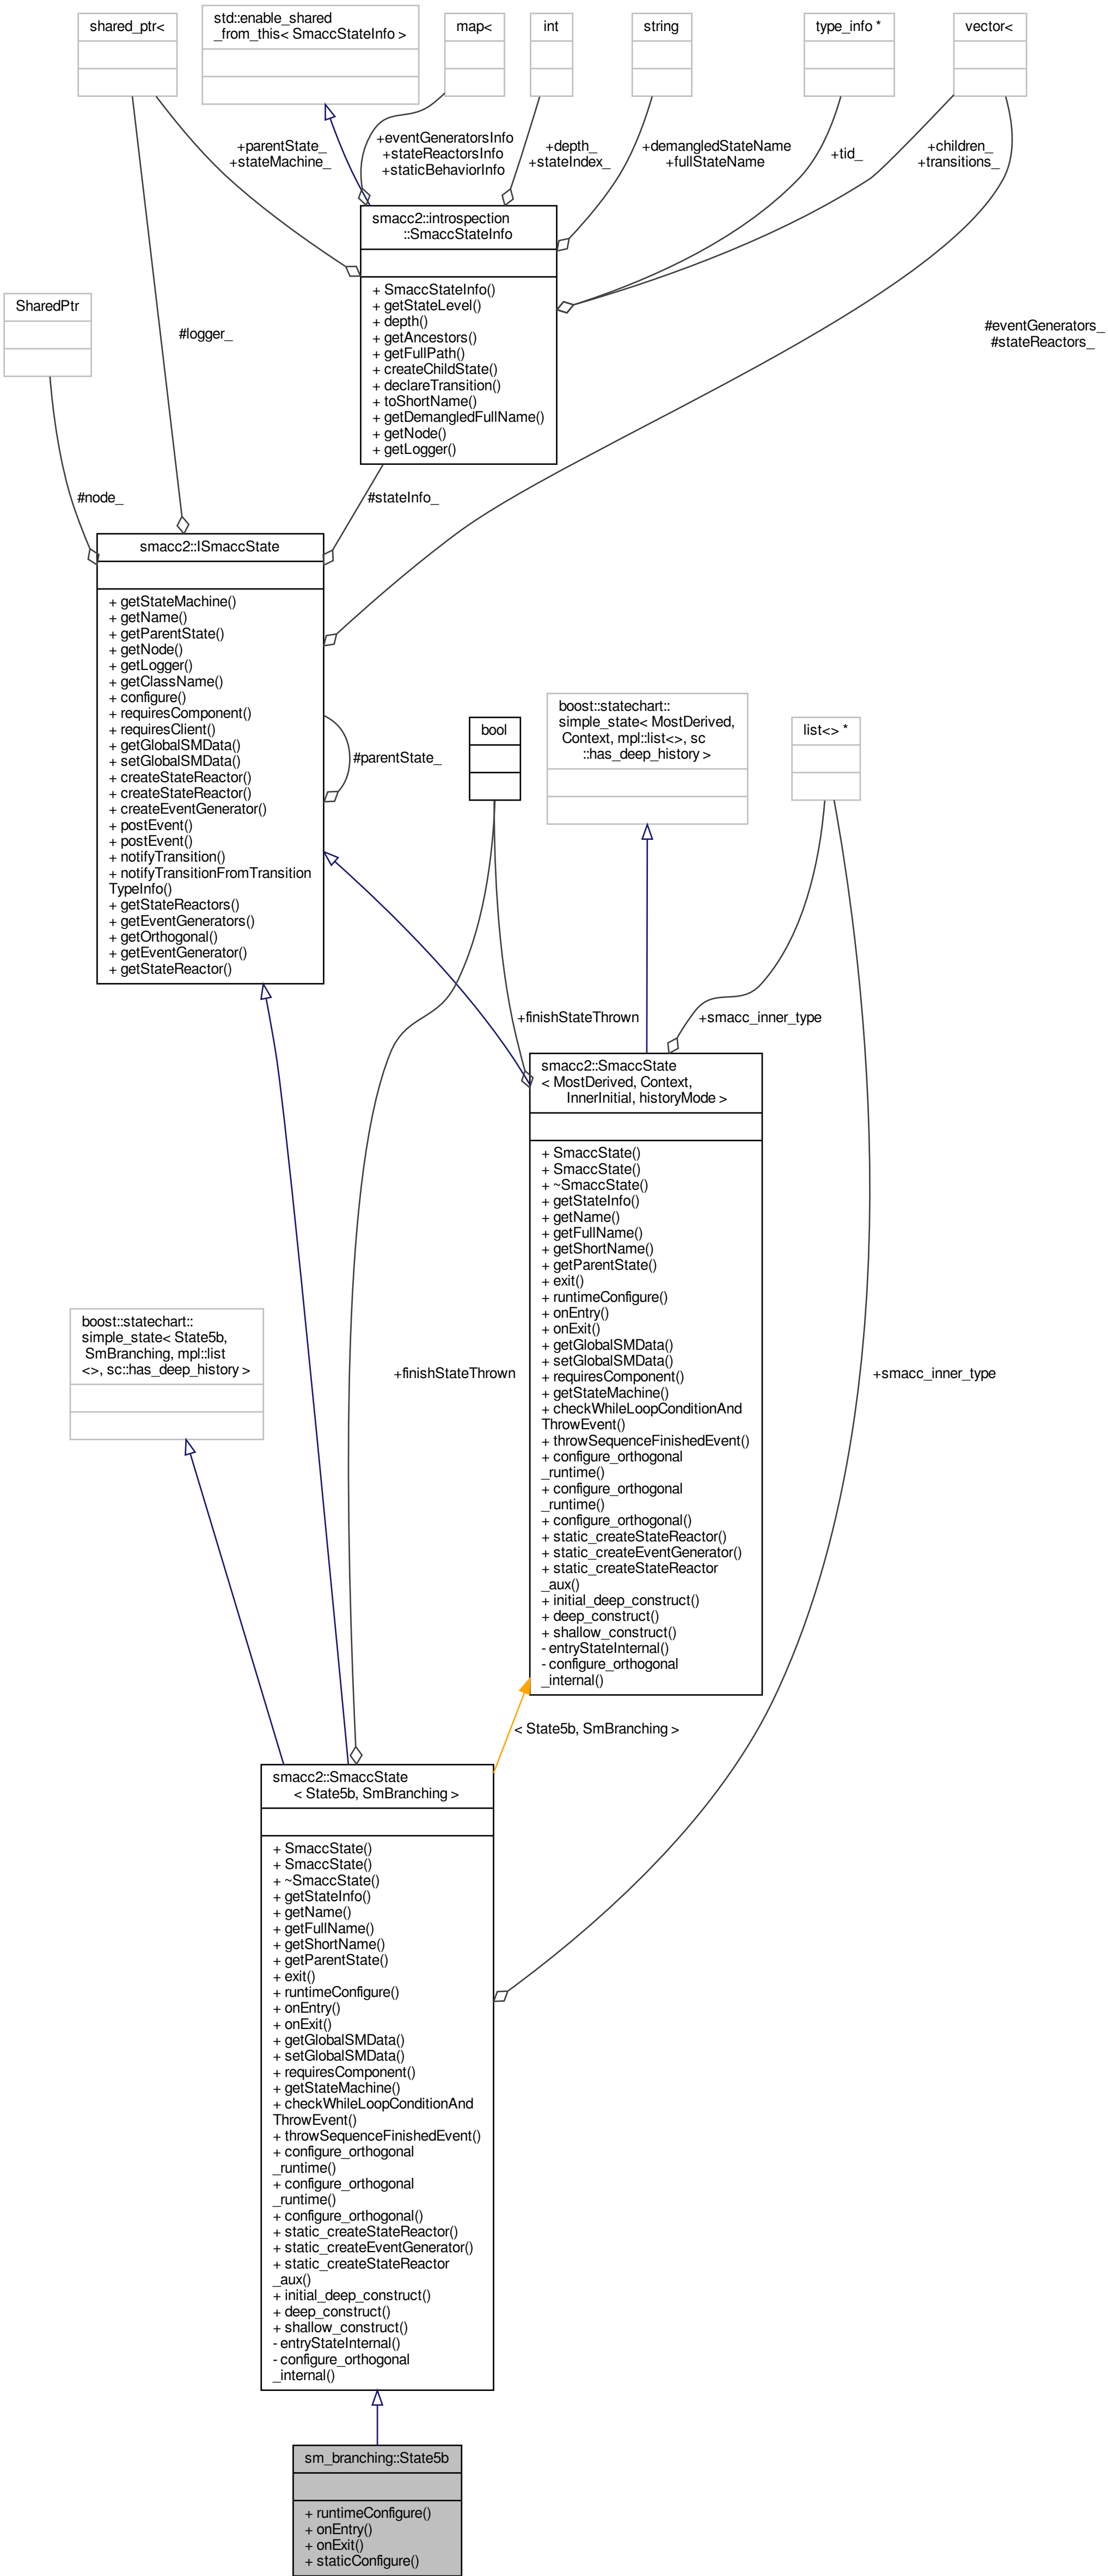 shared_ptr<
std::enable_shared
_from_this< SmaccStateInfo >
map<
int
string
type_info *
vector<
+parentState_
+stateMachine_
+eventGeneratorsInfo
+stateReactorsInfo
+staticBehaviorInfo
+depth_
+stateIndex_
+demangledStateName
+fullStateName
+tid_
+children_
+transitions_
smacc2::introspection
::SmaccStateInfo
+ SmaccStateInfo()
+ getStateLevel()
+ depth()
+ getAncestors()
+ getFullPath()
+ createChildState()
+ declareTransition()
+ toShortName()
+ getDemangledFullName()
+ getNode()
+ getLogger()
SharedPtr
#logger_
#eventGenerators_
#stateReactors_
#node_
#stateInfo_
smacc2::ISmaccState
+ getStateMachine()
+ getName()
+ getParentState()
+ getNode()
+ getLogger()
+ getClassName()
+ configure()
+ requiresComponent()
+ requiresClient()
+ getGlobalSMData()
+ setGlobalSMData()
+ createStateReactor()
+ createStateReactor()
+ createEventGenerator()
+ postEvent()
+ postEvent()
+ notifyTransition()
+ notifyTransitionFromTransition
TypeInfo()
+ getStateReactors()
+ getEventGenerators()
+ getOrthogonal()
+ getEventGenerator()
+ getStateReactor()
#parentState_
bool
boost::statechart::
simple_state< MostDerived,
Context, mpl::list<>, sc
::has_deep_history >
list<> *
+finishStateThrown
+smacc_inner_type
smacc2::SmaccState
< MostDerived, Context,
InnerInitial, historyMode >
+ SmaccState()
+ SmaccState()
+ ~SmaccState()
+ getStateInfo()
+ getName()
+ getFullName()
+ getShortName()
+ getParentState()
+ exit()
+ runtimeConfigure()
+ onEntry()
+ onExit()
+ getGlobalSMData()
+ setGlobalSMData()
+ requiresComponent()
+ getStateMachine()
+ checkWhileLoopConditionAnd
ThrowEvent()
+ throwSequenceFinishedEvent()
+ configure_orthogonal
_runtime()
+ configure_orthogonal
_runtime()
+ configure_orthogonal()
+ static_createStateReactor()
+ static_createEventGenerator()
+ static_createStateReactor
_aux()
+ initial_deep_construct()
+ deep_construct()
+ shallow_construct()
- entryStateInternal()
- configure_orthogonal
_internal()
boost::statechart::
simple_state< State5b,
SmBranching, mpl::list
<>, sc::has_deep_history >
+finishStateThrown
+smacc_inner_type
< State5b, SmBranching >
smacc2::SmaccState
< State5b, SmBranching >
+ SmaccState()
+ SmaccState()
+ ~SmaccState()
+ getStateInfo()
+ getName()
+ getFullName()
+ getShortName()
+ getParentState()
+ exit()
+ runtimeConfigure()
+ onEntry()
+ onExit()
+ getGlobalSMData()
+ setGlobalSMData()
+ requiresComponent()
+ getStateMachine()
+ checkWhileLoopConditionAnd
ThrowEvent()
+ throwSequenceFinishedEvent()
+ configure_orthogonal
_runtime()
+ configure_orthogonal
_runtime()
+ configure_orthogonal()
+ static_createStateReactor()
+ static_createEventGenerator()
+ static_createStateReactor
_aux()
+ initial_deep_construct()
+ deep_construct()
+ shallow_construct()
- entryStateInternal()
- configure_orthogonal
_internal()
sm_branching::State5b
+ runtimeConfigure()
+ onEntry()
+ onExit()
+ staticConfigure()